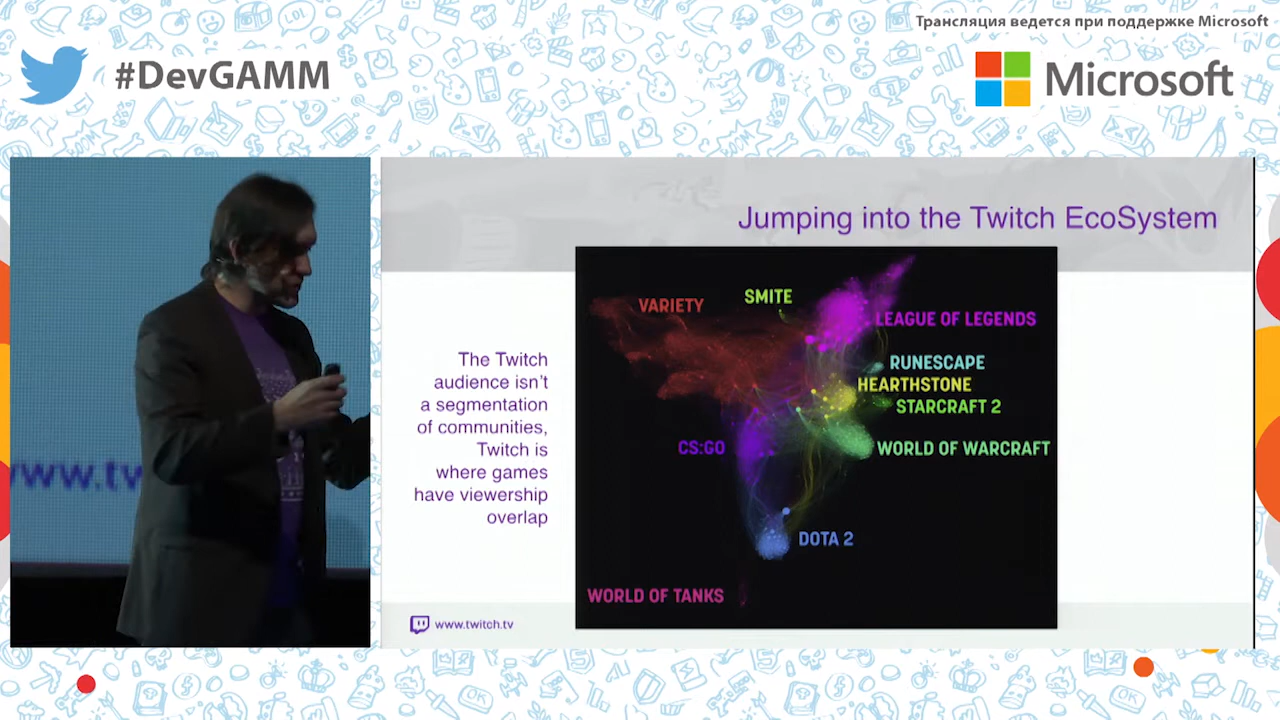 Трансляция ведется при поддержке Microsoft
#DevGAMM
Microsoft
Jumping into the Twitch EcoSystem
The Twitch
audience isn't
a segmentation
of communities,
Twitch is
where games
have viewership
overlap
VARIETY
SMITE
LEAGUE OF LEGENDS
RUNESCAPE
HEARTHSTONE
STARCRAFT 2
CS:GO
WORLD OF WARCRAFT
DOTA 2
WORLD OF TANKS
www.twitch.tv
www.tw